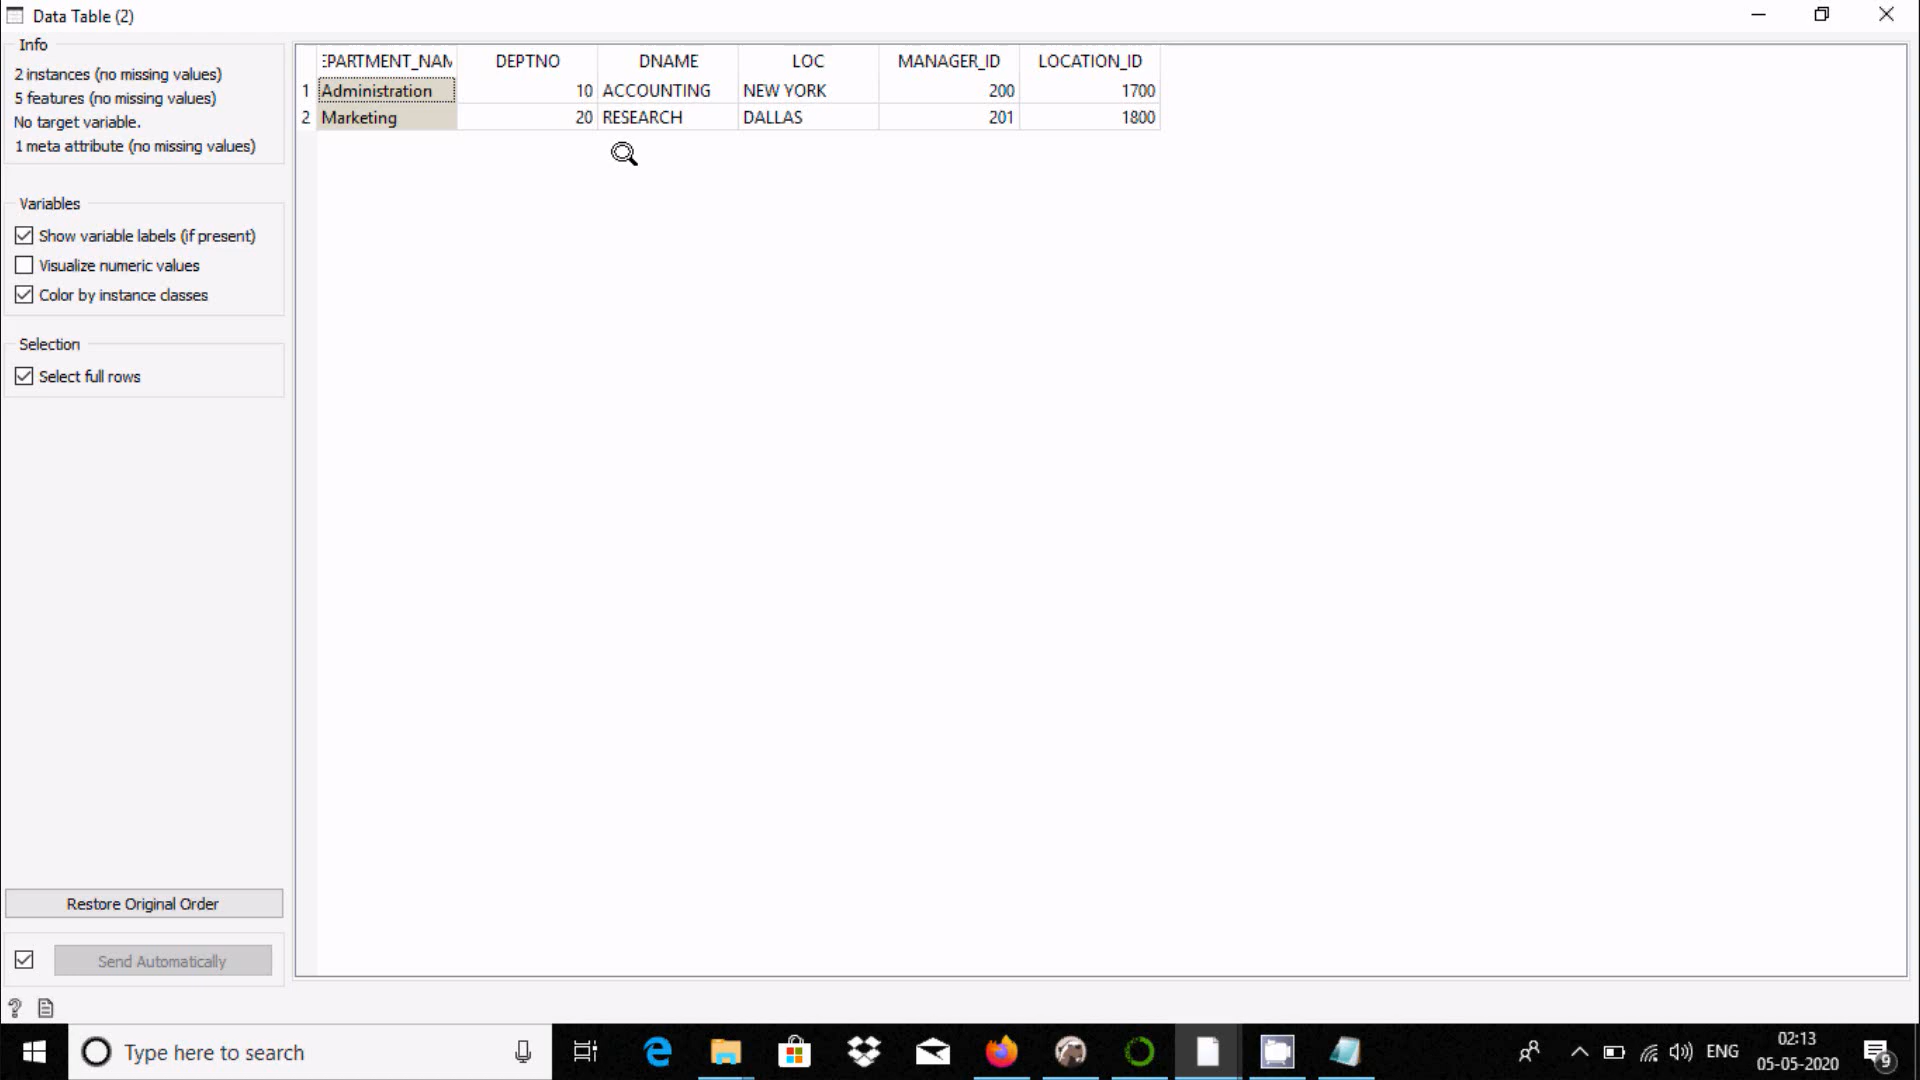 Data Table (2)
Info
2 instances (no missing values)
5 features (no missing values)
No target variable.
1 meta attribute (no missing values)
Variables
Show variable labels (if present)
Visualize numeric values
Color by instance classes
Selection
Select full rows
Restore Original Order
Send Automatically
EPARTMENT_NAM DEPTNO DNAME LOC MANAGER_ID LOCATION_ID
1 Administration 10 ACCOUNTING NEW YORK 200 1700
2 Marketing 20 RESEARCH DALLAS 201 1800
Type here to search
ENG
02:13
05-05-2020
9